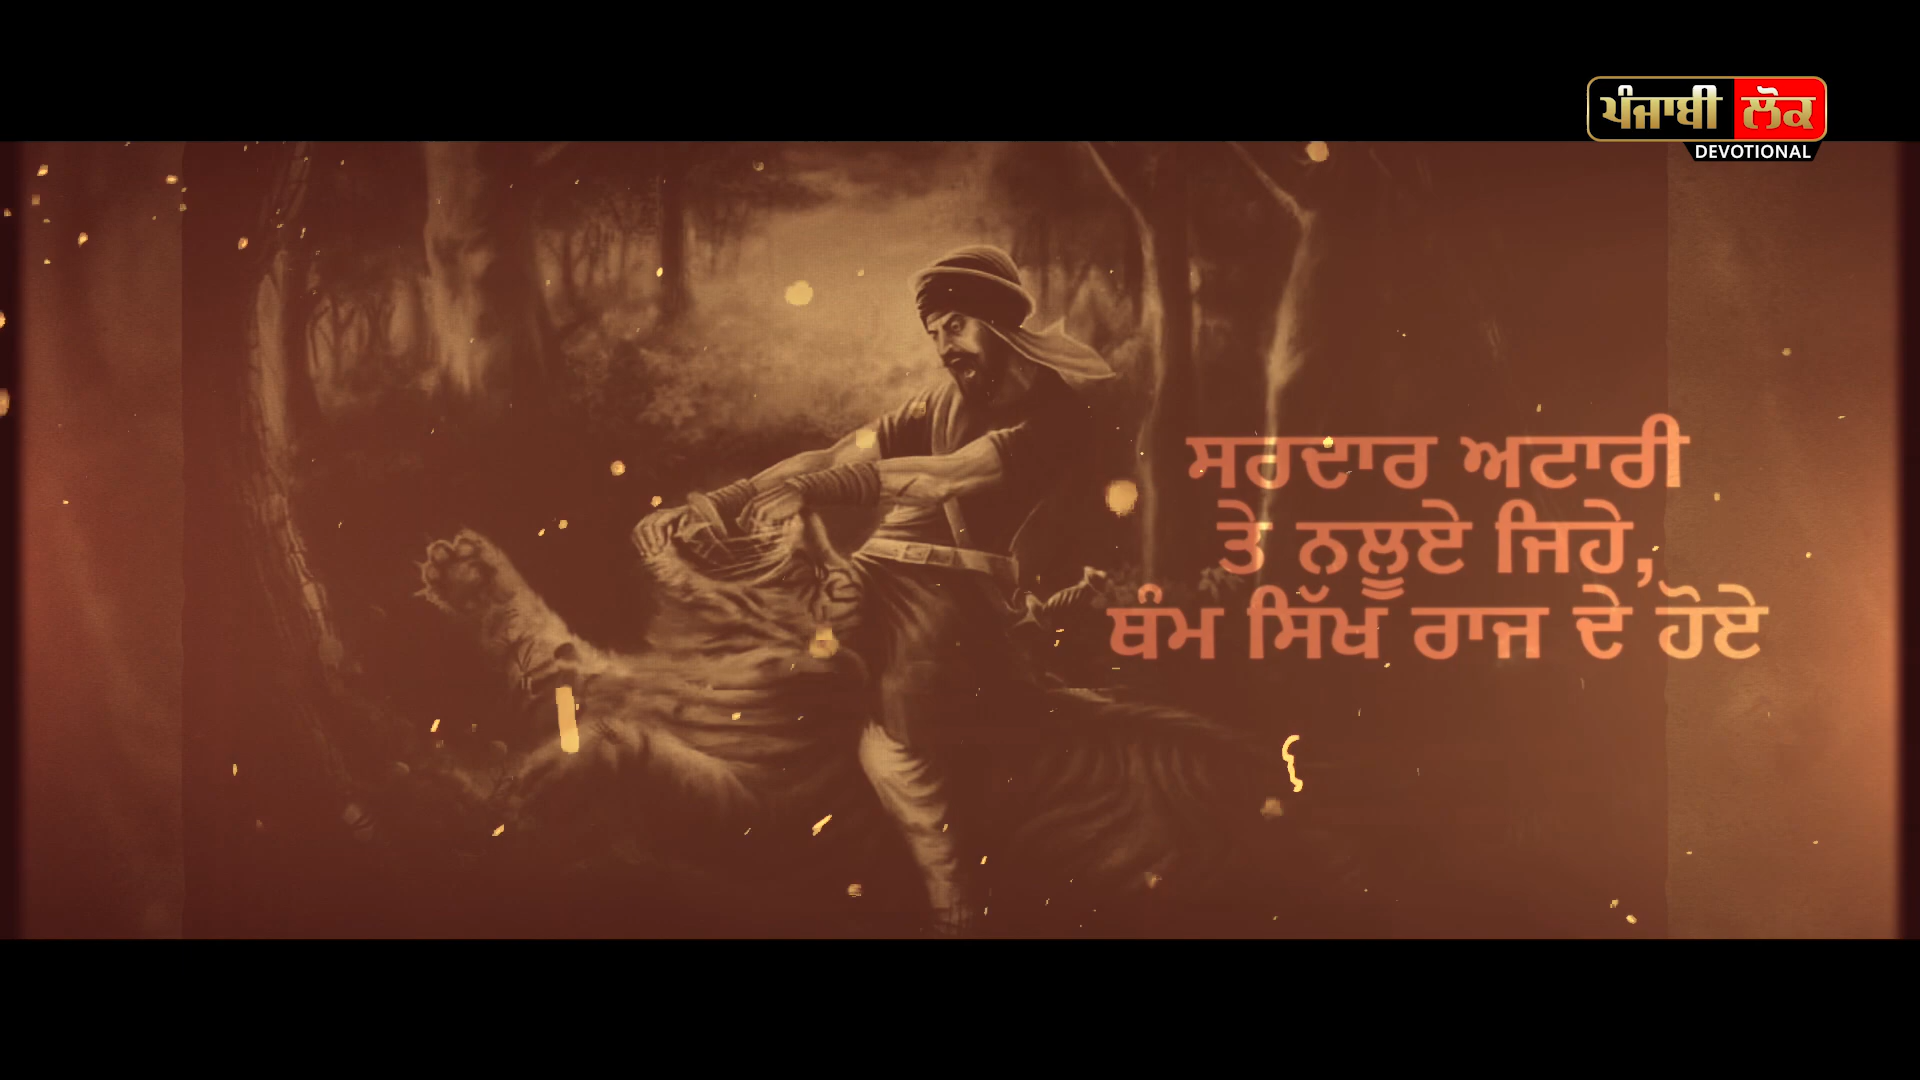 ਪੰਜਾਬੀ ਲੋਕ
DEVOTIONAL
ਸਰਦਾਰ ਅਟਾਰੀ
ਤੇ ਨਲੂਏ ਜਿਹੇ,
ਥੰਮ ਸਿੱਖ ਰਾਜ ਦੇ ਹੋਏ